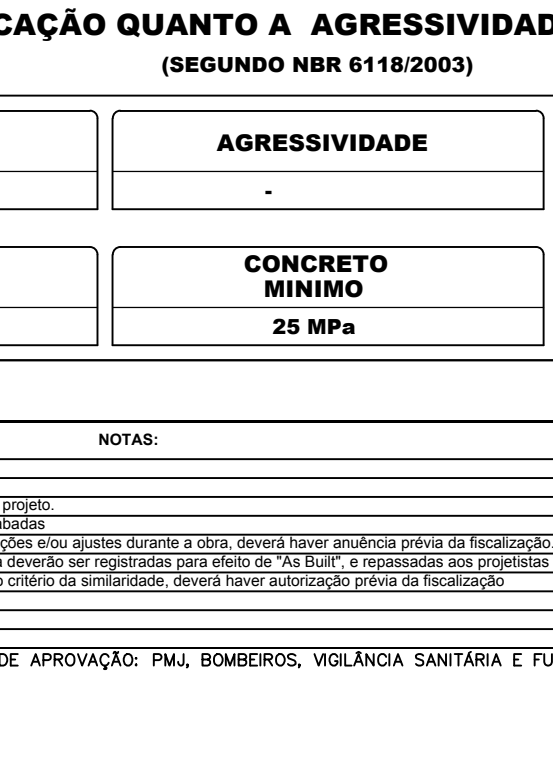 CAÇÃO QUANTO A AGRESSIVIDAD
(SEGUNDO NBR 6118/2003)
AGRESSIVIDADE
-
CONCRETO
MINIMO
25 MPa
NOTAS:
projeto.
abadas
ções e/ou ajustes durante a obra, deverá haver anuência prévia da fiscalização.
a deverão ser registradas para efeito de "As Built", e repassadas aos projetistas
o critério da similaridade, deverá haver autorização prévia da fiscalização
DE APROVAÇÃO: PMJ, BOMBEIROS, VIGILÂNCIA SANITÁRIA E FU